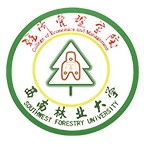 经济管理学院
College of Economics and Management
西南林业大学
SOUTHWEST FORESTRY UNIVERSITY